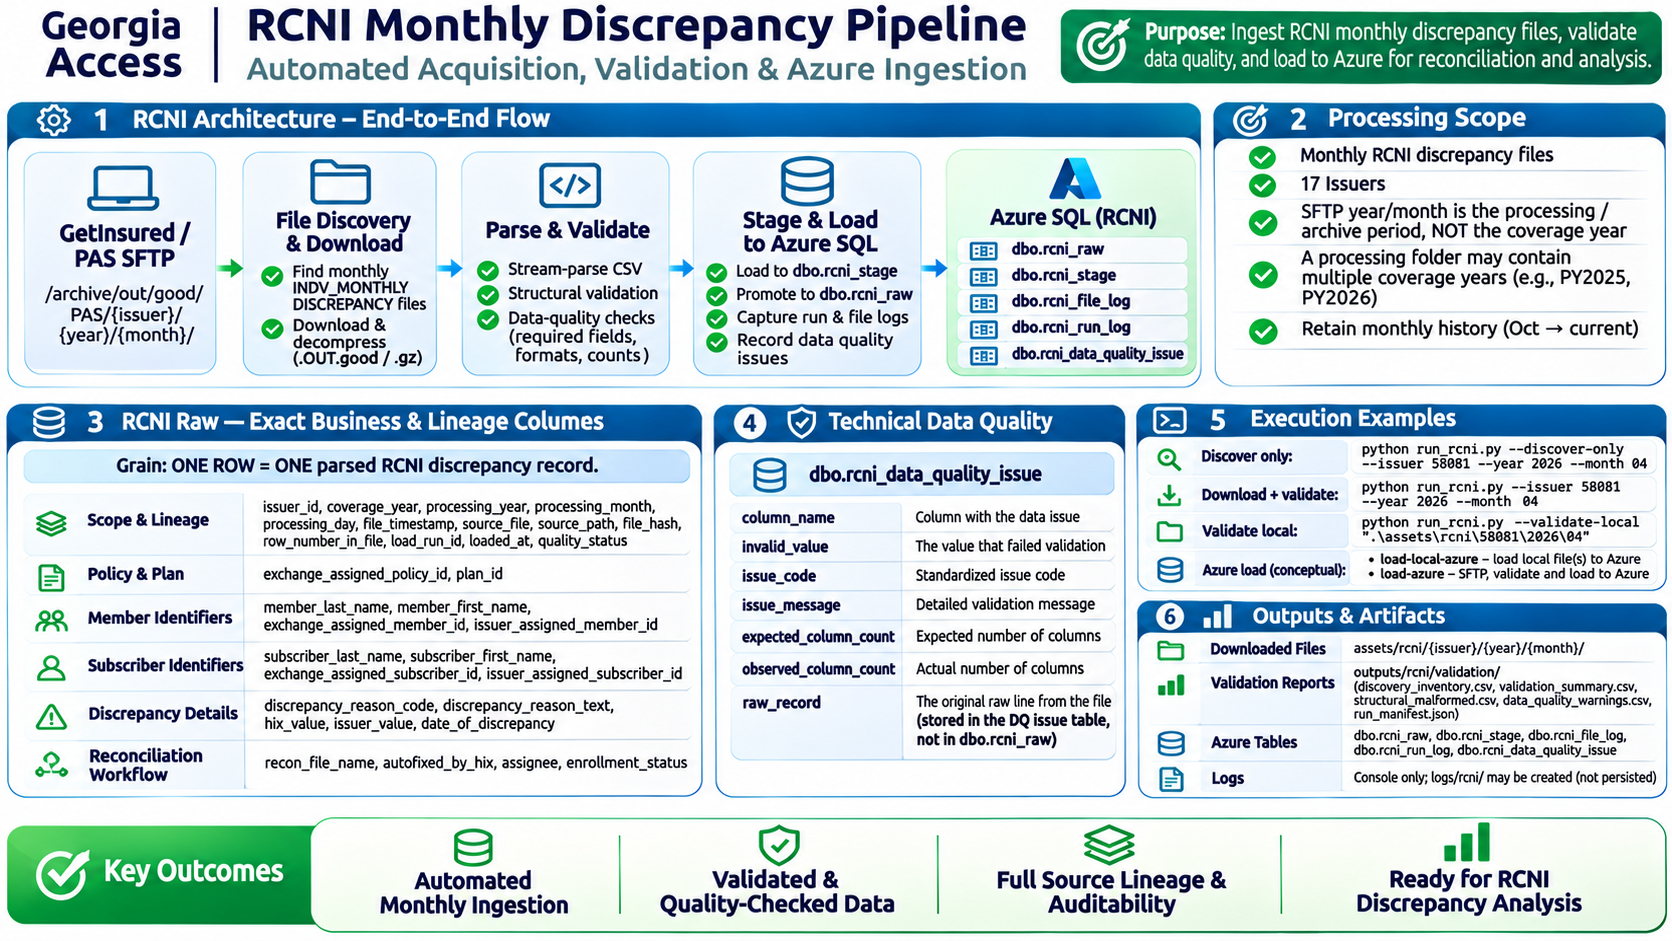 Georgia
Access
RCNI Monthly Discrepancy Pipeline
Automated Acquisition, Validation & Azure Ingestion
Purpose: Ingest RCNI monthly discrepancy files, validate
data quality, and load to Azure for reconciliation and analysis.
1 RCNI Architecture – End-to-End Flow
GetInsured /
PAS SFTP
/archive/out/good/
PAS/{issuer}/
{year}/{month}/
File Discovery
& Download
Find monthly
INDV_MONTHLY
DISCREPANCY files
Download &
decompress
(.OUT.good / .gz)
Parse & Validate
Stream-parse CSV
Structural validation
Data-quality checks
(required fields,
formats, counts)
Stage & Load
to Azure SQL
Load to dbo.rcni_stage
Promote to dbo.rcni_raw
Capture run & file logs
Record data quality
issues
Azure SQL (RCNI)
dbo.rcni_raw
dbo.rcni_stage
dbo.rcni_file_log
dbo.rcni_run_log
dbo.rcni_data_quality_issue
2 Processing Scope
Monthly RCNI discrepancy files
17 Issuers
SFTP year/month is the processing /
archive period, NOT the coverage year
A processing folder may contain
multiple coverage years (e.g., PY2025,
PY2026)
Retain monthly history (Oct → current)
3 RCNI Raw — Exact Business & Lineage Columes
Grain: ONE ROW = ONE parsed RCNI discrepancy record.
Scope & Lineage
issuer_id, coverage_year, processing_year, processing_month,
processing_day, file_timestamp, source_file, source_path, file_hash,
row_number_in_file, load_run_id, loaded_at, quality_status
Policy & Plan
exchange_assigned_policy_id, plan_id
Member Identifiers
member_last_name, member_first_name,
exchange_assigned_member_id, issuer_assigned_member_id
Subscriber Identifiers
subscriber_last_name, subscriber_first_name,
exchange_assigned_subscriber_id, issuer_assigned_subscriber_id
Discrepancy Details
discrepancy_reason_code, discrepancy_reason_text,
hix_value, issuer_value, date_of_discrepancy
Reconciliation
Workflow
recon_file_name, autofixed_by_hix, assignee, enrollment_status
4 Technical Data Quality
dbo.rcni_data_quality_issue
column_name Column with the data issue
invalid_value The value that failed validation
issue_code Standardized issue code
issue_message Detailed validation message
expected_column_count Expected number of columns
observed_column_count Actual number of columns
raw_record The original raw line from the file
(stored in the DQ issue table,
not in dbo.rcni_raw)
5 Execution Examples
Discover only:
python run_rcni.py --discover-only
--issuer 58081 --year 2026 --month 04
Download + validate:
python run_rcni.py --issuer 58081
--year 2026 --month 04
Validate local:
python run_rcni.py --validate-local
".\assets\rcni\58081\2026\04"
Azure load (conceptual):
• load-local-azure – load local file(s) to Azure
• load-azure – SFTP, validate and load to Azure
6 Outputs & Artifacts
Downloaded Files assets/rcni/{issuer}/{year}/{month}/
Validation Reports
outputs/rcni/validation/
(discovery_inventory.csv, validation_summary.csv,
structural_malformed.csv, data_quality_warnings.csv,
run_manifest.json)
Azure Tables
dbo.rcni_raw, dbo.rcni_stage, dbo.rcni_file_log,
dbo.rcni_run_log, dbo.rcni_data_quality_issue
Logs Console only; logs/rcni/ may be created (not persisted)
Key Outcomes
Automated
Monthly Ingestion
Validated &
Quality-Checked Data
Full Source Lineage &
Auditability
Ready for RCNI
Discrepancy Analysis